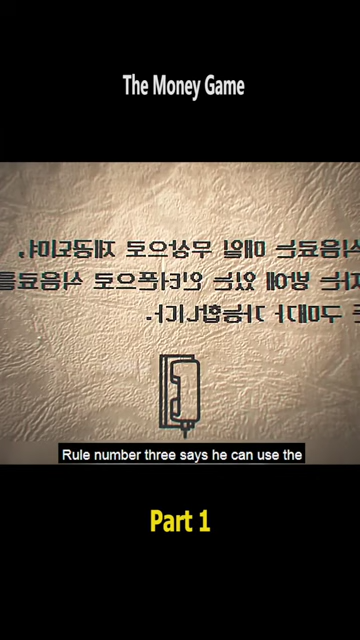 The Money Game
식음료는 매일 무상으로 제공되며,
자는 방에 있는 인터폰으로 식음료를
구매가 가능합니다.
Rule number three says he can use the
Part 1